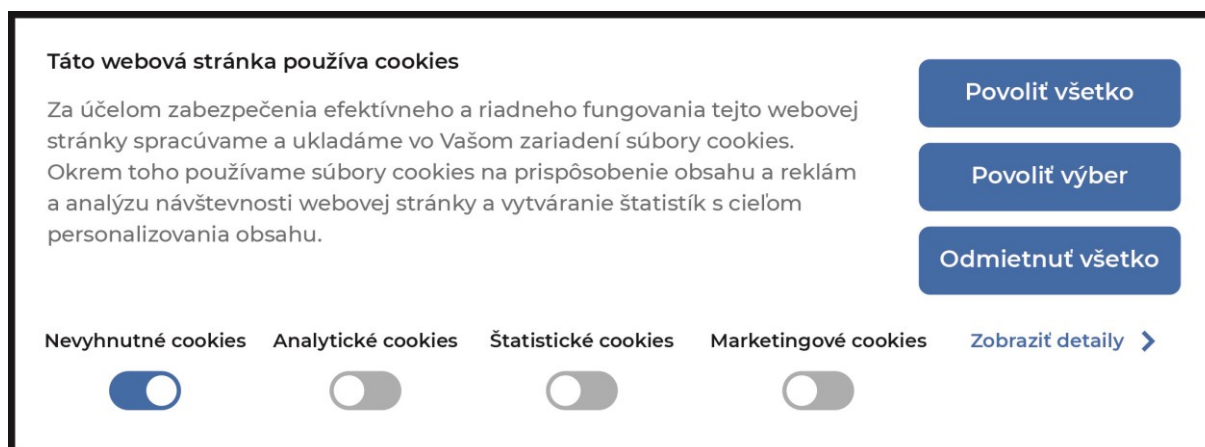 Táto webová stránka používa cookies
Za účelom zabezpečenia efektívneho a riadneho fungovania tejto webovej
stránky spracúvame a ukladáme vo Vašom zariadení súbory cookies.
Okrem toho používame súbory cookies na prispôsobenie obsahu a reklám
a analýzu návštevnosti webovej stránky a vytváranie štatistík s cieľom
personalizovania obsahu.
Povoliť všetko
Povoliť výber
Odmietnuť všetko
Nevyhnutné cookies
Analytické cookies
Štatistické cookies
Marketingové cookies
Zobraziť detaily